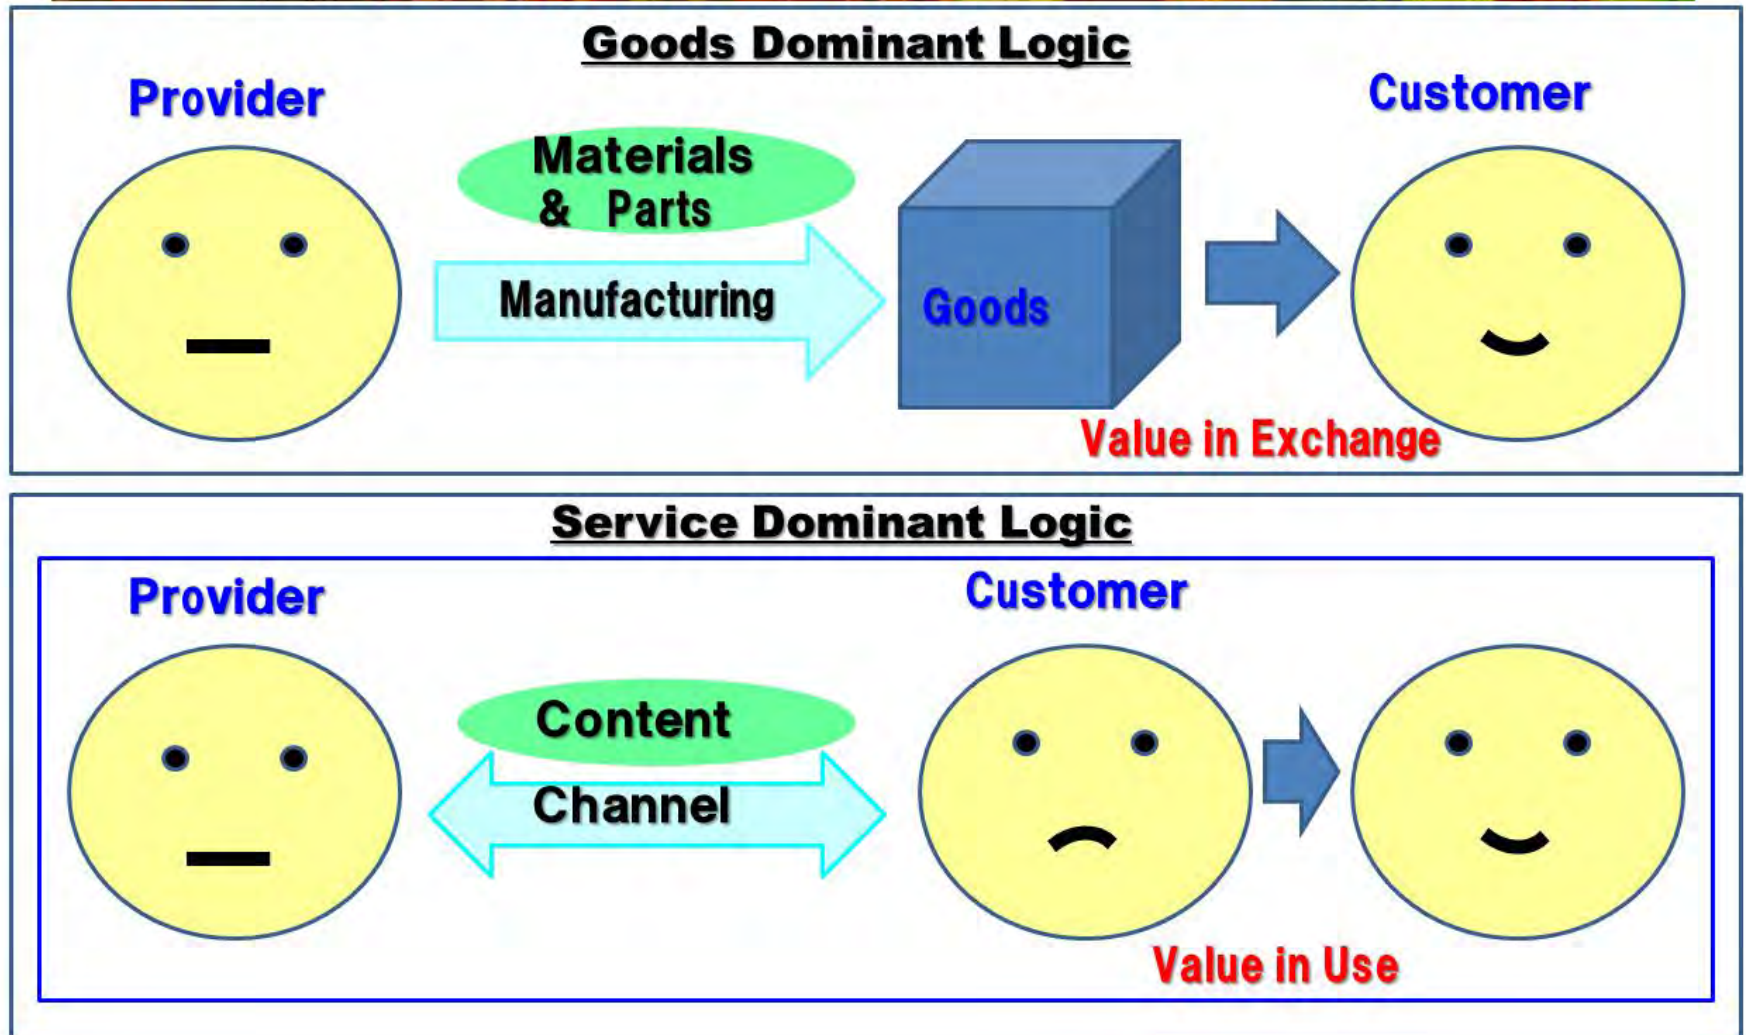 Goods Dominant Logic
Provider
Customer
Materials
& Parts
Manufacturing
Goods
Value in Exchange
Service Dominant Logic
Provider
Customer
Content
Channel
Value in Use